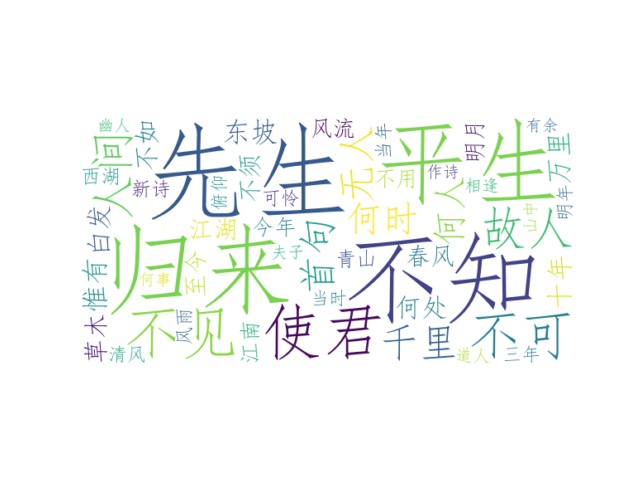 幽人
人间
不如
东坡
风流
无人
当年
平生
明月
有余
先生
西湖
新诗
俯仰
不须
可怜
不用
作诗
何人
相逢
明年
万里
白发
惟有
归来
江湖
今年
何时
首句
故人
山中
何事
至今
夫子
青山
春风
不知
十年
草木
清风
不见
风雨
江南
使君
当时
千里
何处
不可
道人
三年